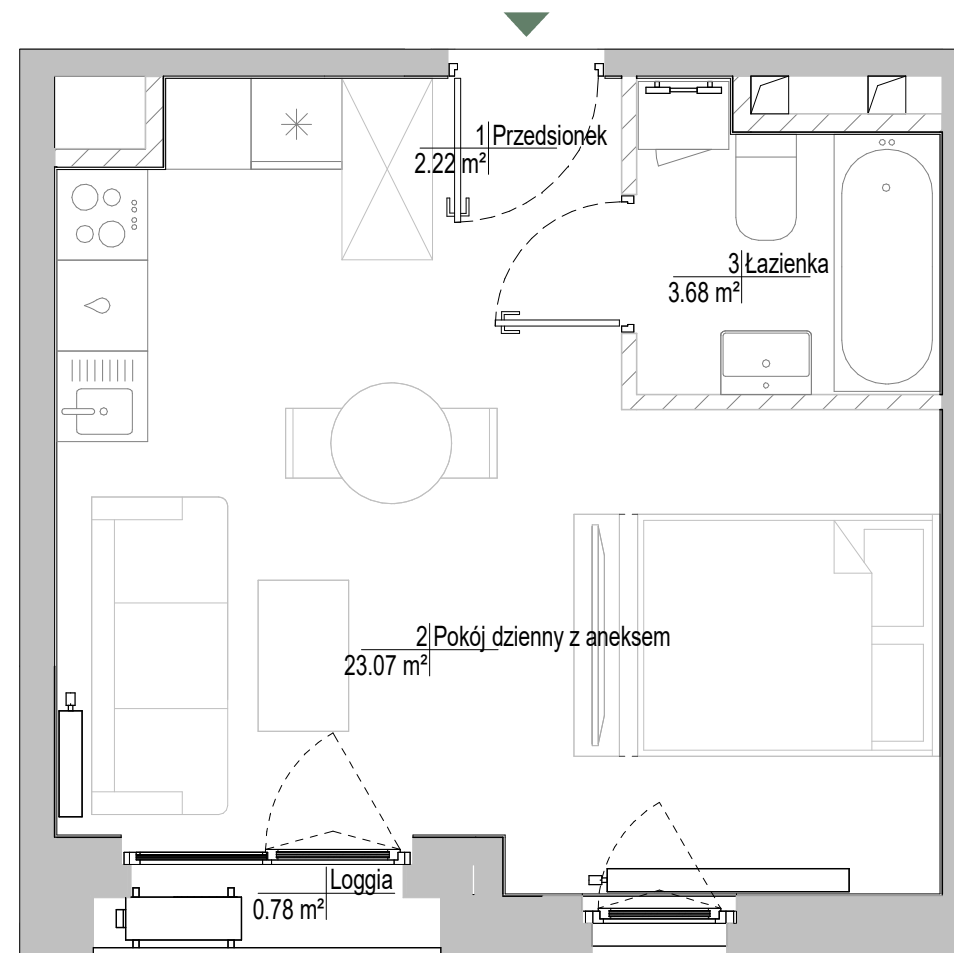 1 Przedsionek
2.22 m²
3 Łazienka
3.68 m²
2 Pokój dzienny z aneksem
23.07 m²
Loggia
0.78 m²